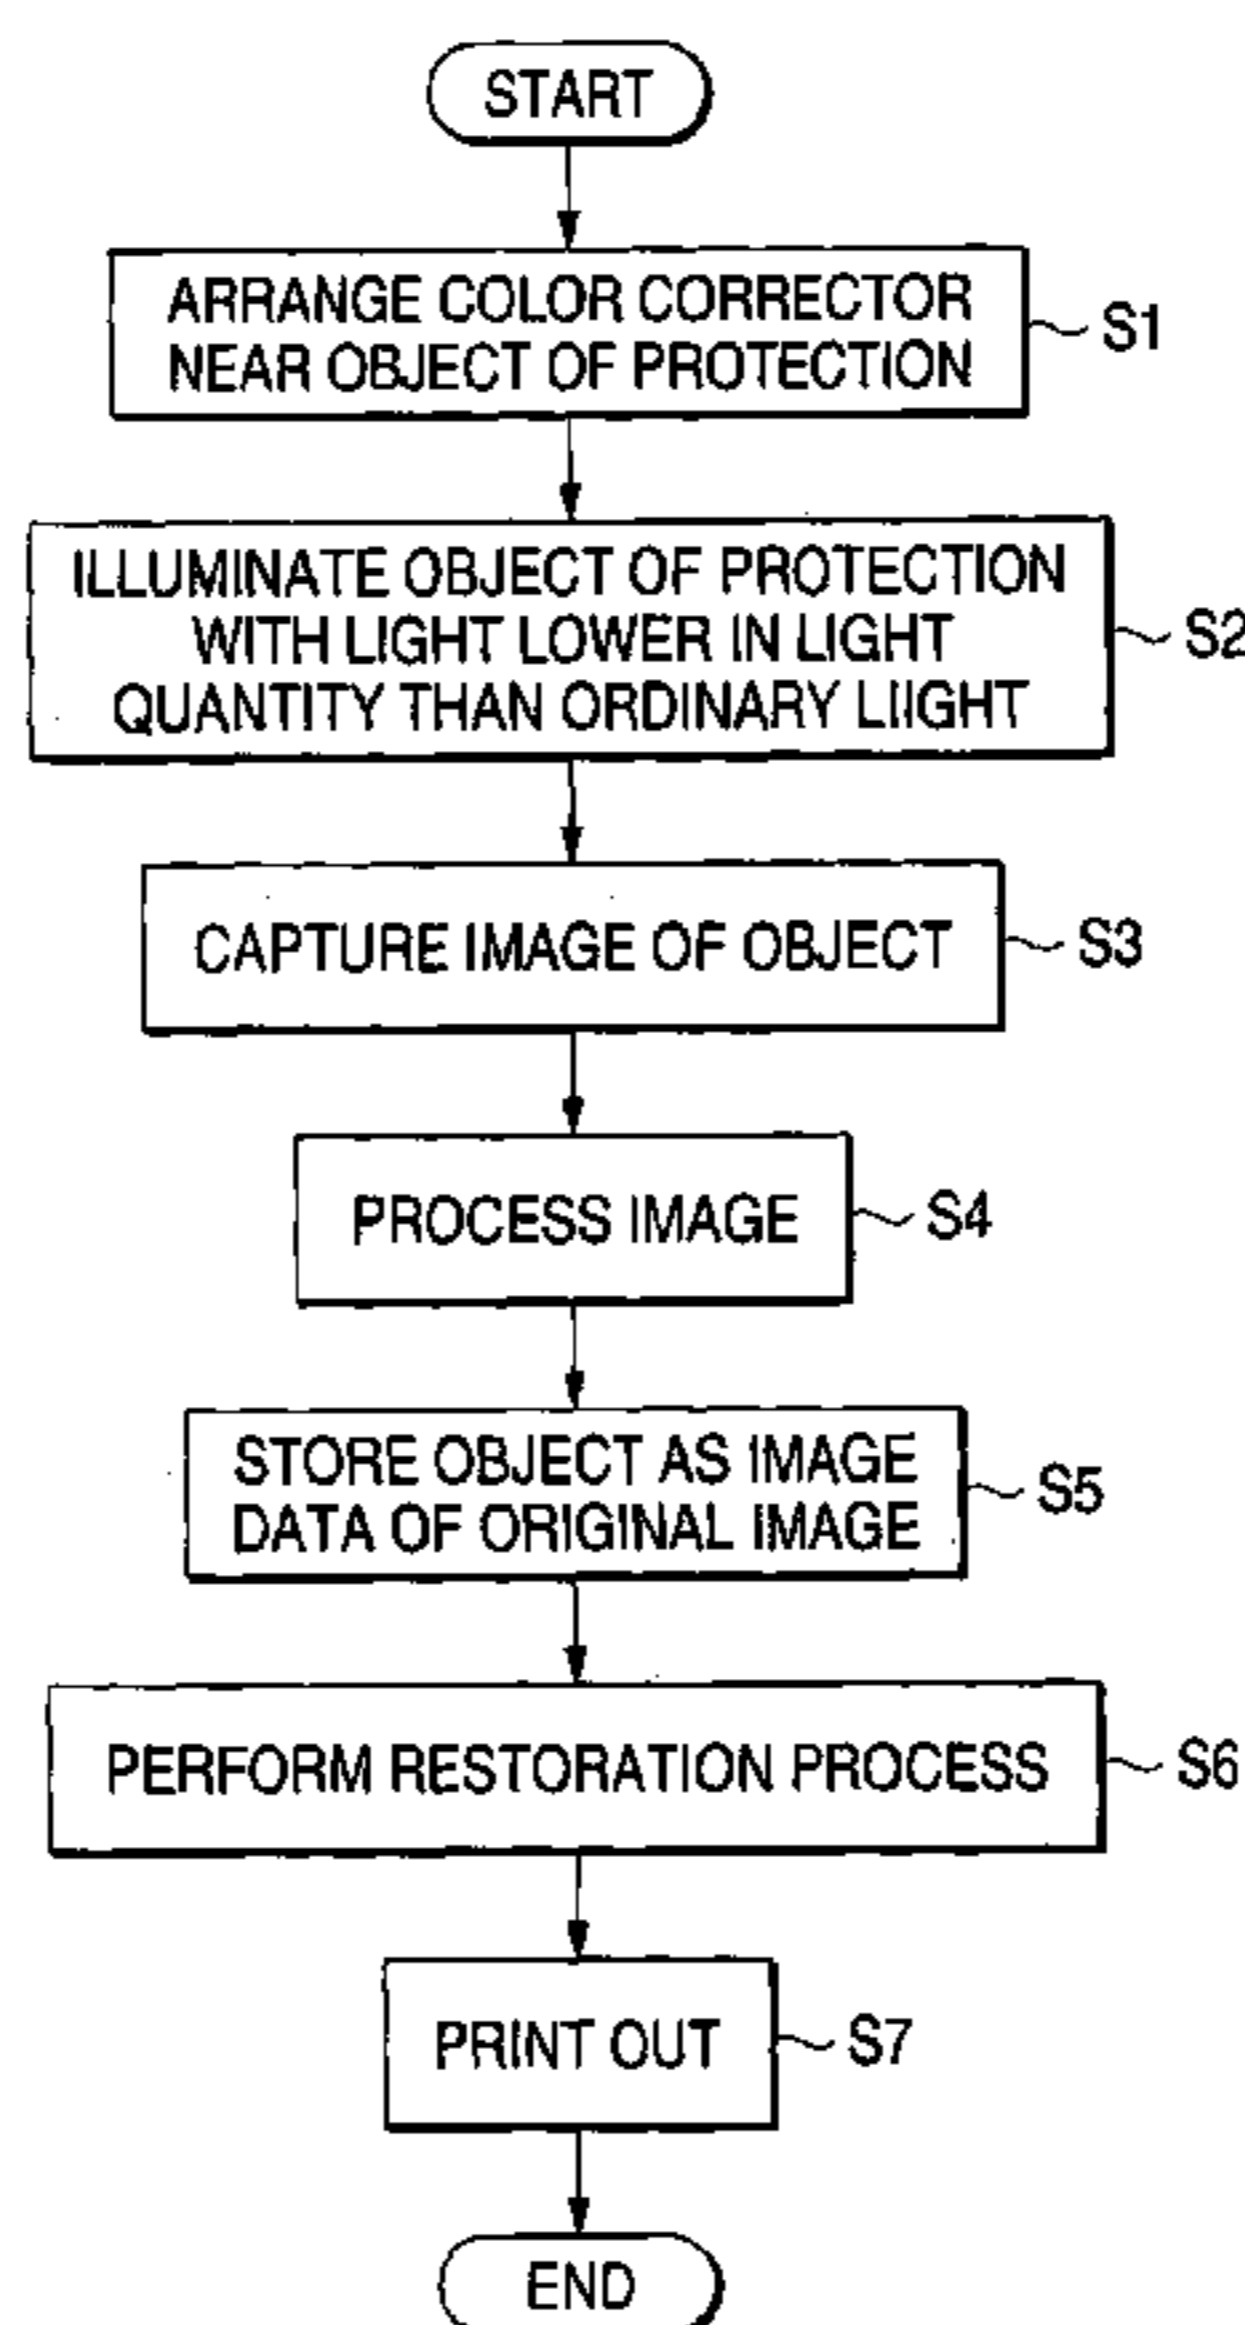 START
ARRANGE COLOR CORRECTOR
NEAR OBJECT OF PROTECTION
S1
ILLUMINATE OBJECT OF PROTECTION
WITH LIGHT LOWER IN LIGHT
QUANTITY THAN ORDINARY LIIGHT
S2
CAPTURE IMAGE OF OBJECT
S3
PROCESS IMAGE
S4
STORE OBJECT AS IMAGE
DATA OF ORIGINAL IMAGE
S5
PERFORM RESTORATION PROCESS
S6
PRINT OUT
S7
END